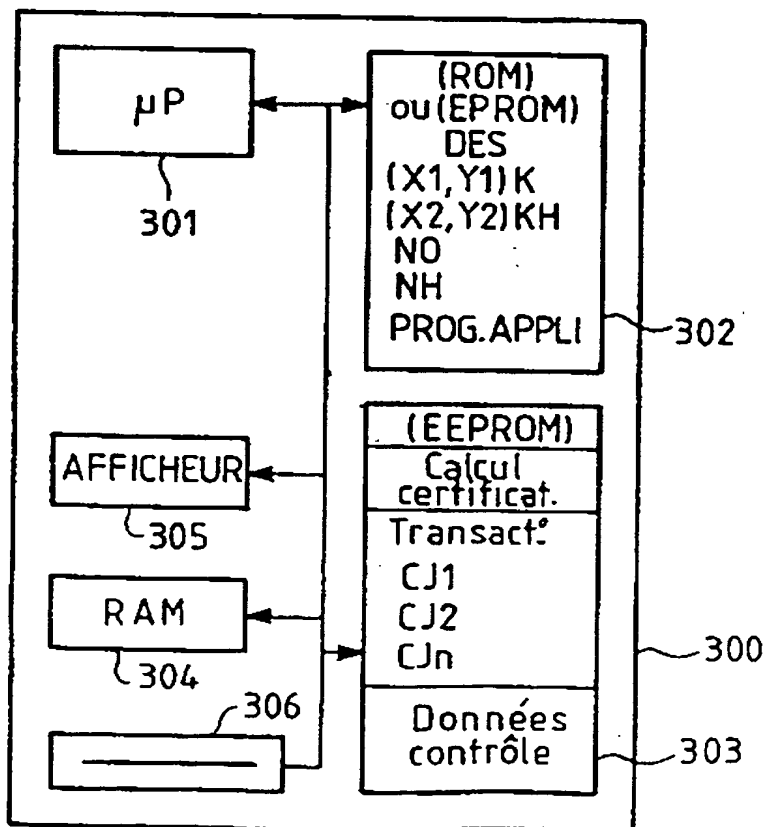 µP
301
(ROM)
ou(EPROM)
DES
(X1,Y1)K
(X2,Y2)KH
NO
NH
PROG.APPLI
302
AFFICHEUR
305
RAM
304
306
(EEPROM)
Calcul
certificat.
Transact.º
CJ1
CJ2
CJn
Données
contrôle
300
303